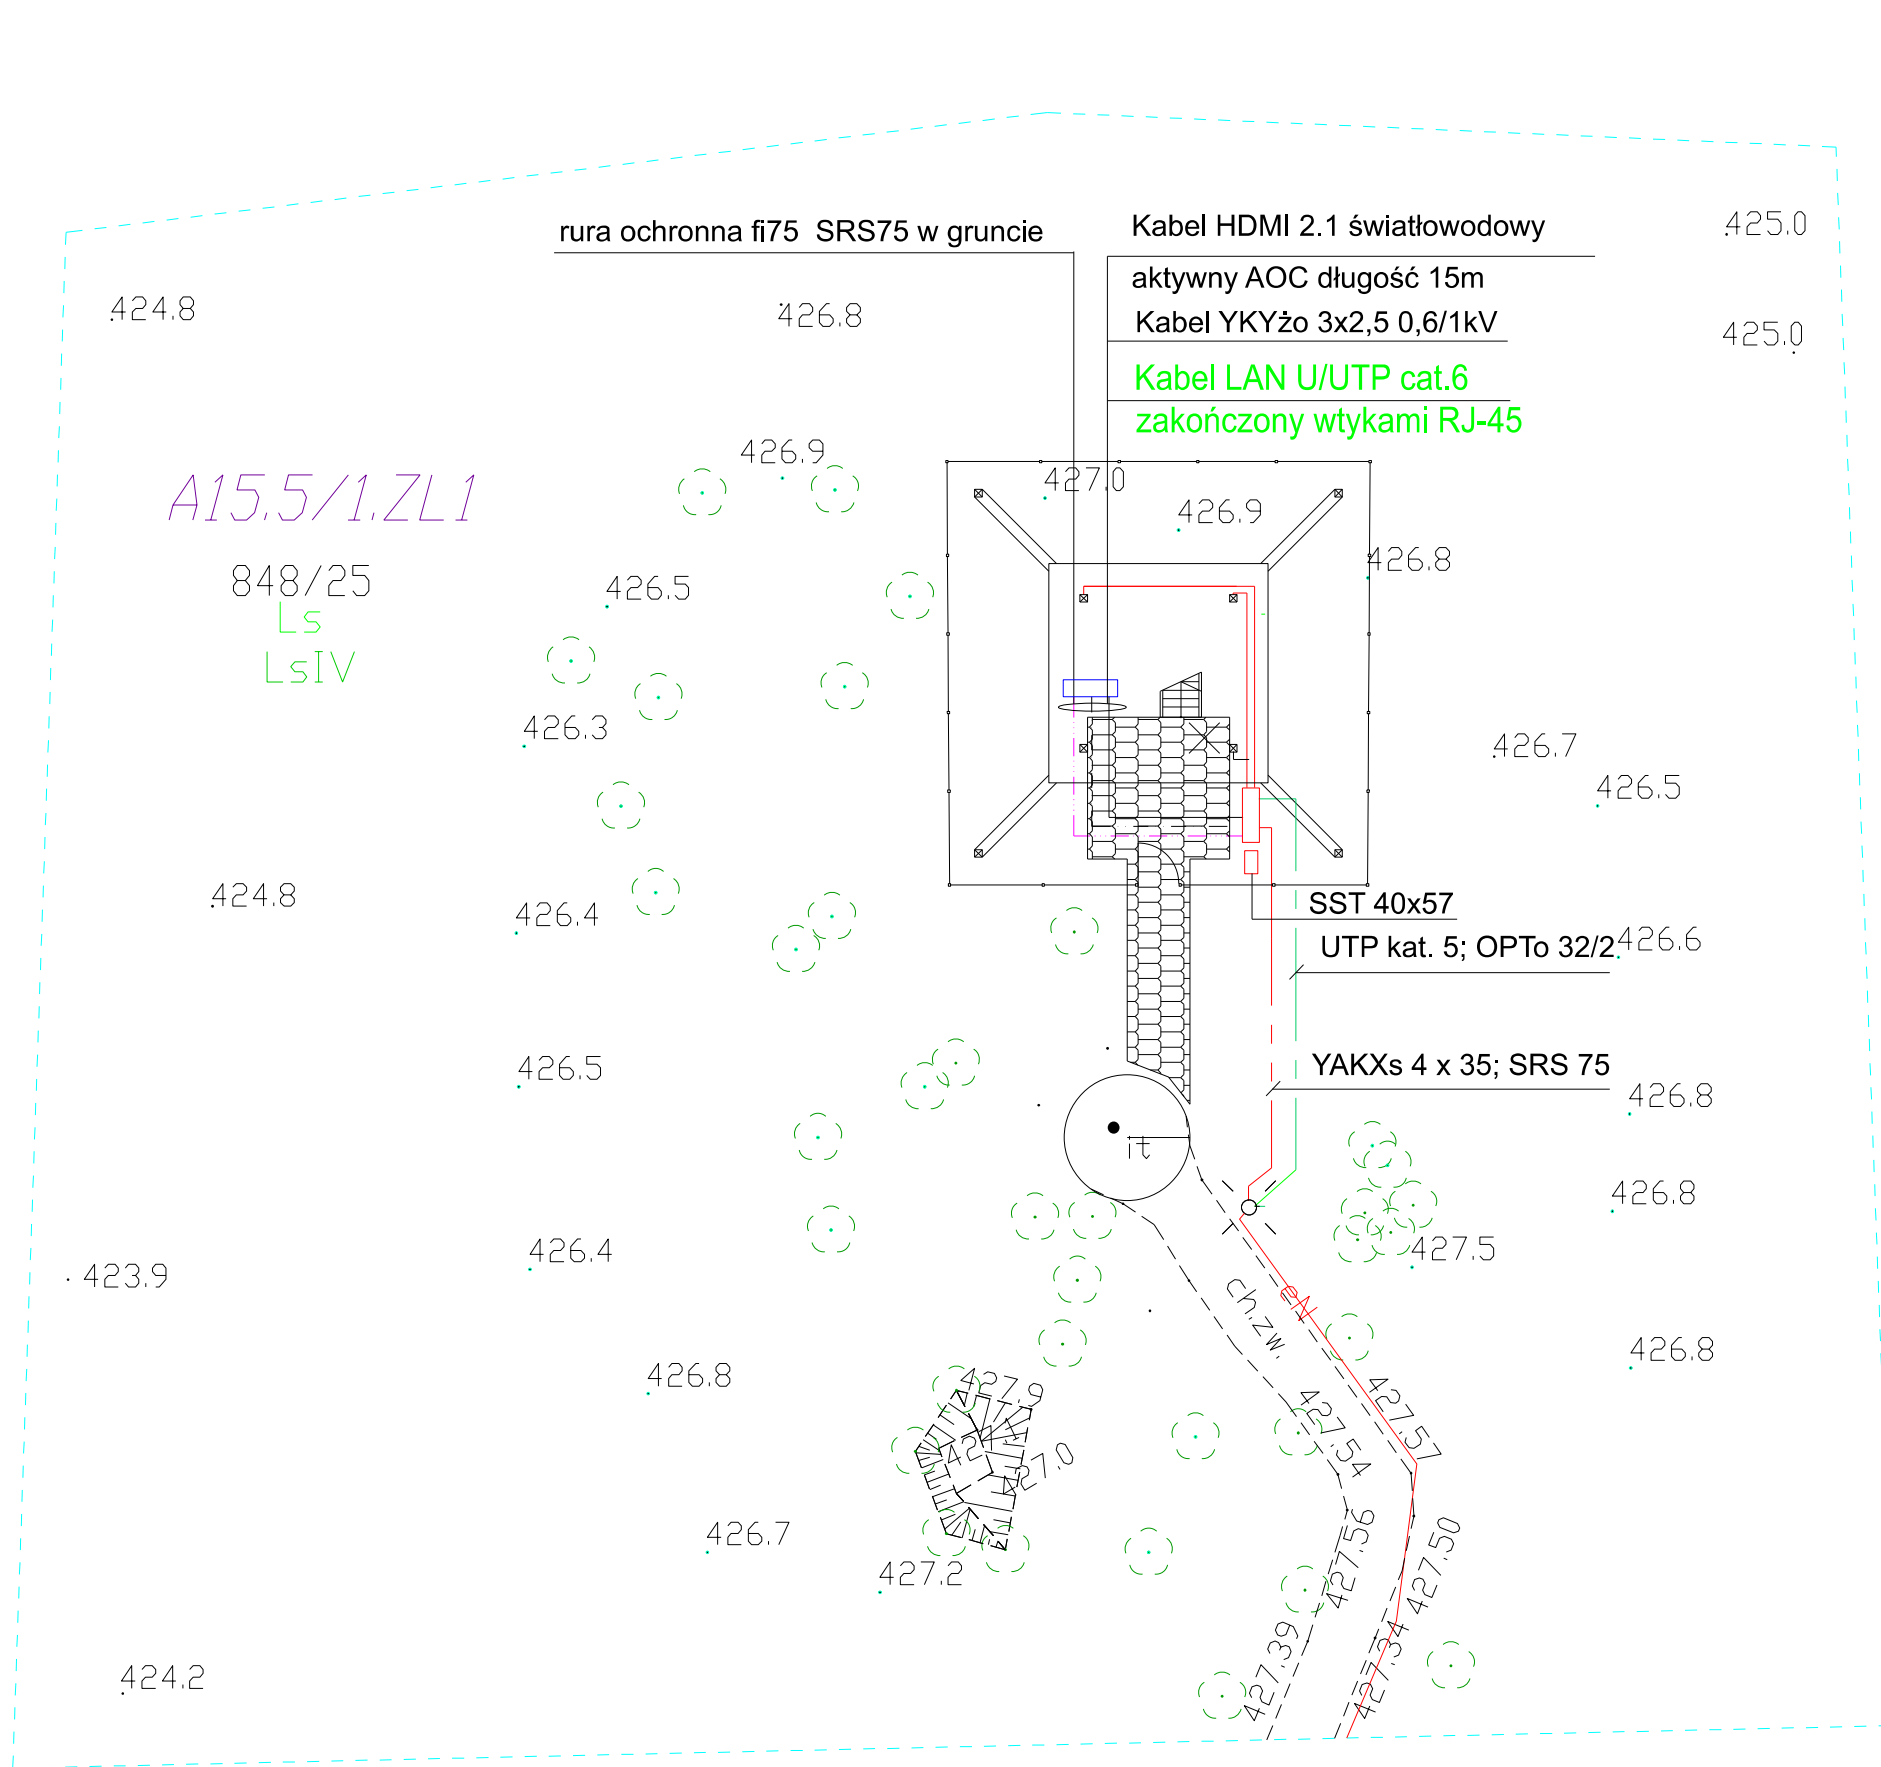 rura ochronna fi75  SRS75 w gruncie
Kabel HDMI 2.1 światłowodowy
aktywny AOC długość 15m
Kabel YKYżo 3x2,5 0,6/1kV
Kabel LAN U/UTP cat.6
zakończony wtykami RJ-45
425.0
424.8
426.8
425.0
426.9
427.0
426.9
A15.5/1.ZL1
848/25
Ls
LsIV
426.5
426.8
426.3
426.7
426.5
424.8
426.4
SST 40x57
UTP kat. 5; OPTo 32/2
426.6
426.5
YAKXs 4 x 35; SRS 75
426.8
it
426.8
426.4
427.5
423.9
ch.zw.
eN
426.8
426.8
427.9
427.57
427.54
427.0
426.7
427.2
427.56
427.50
427.39
427.34
424.2